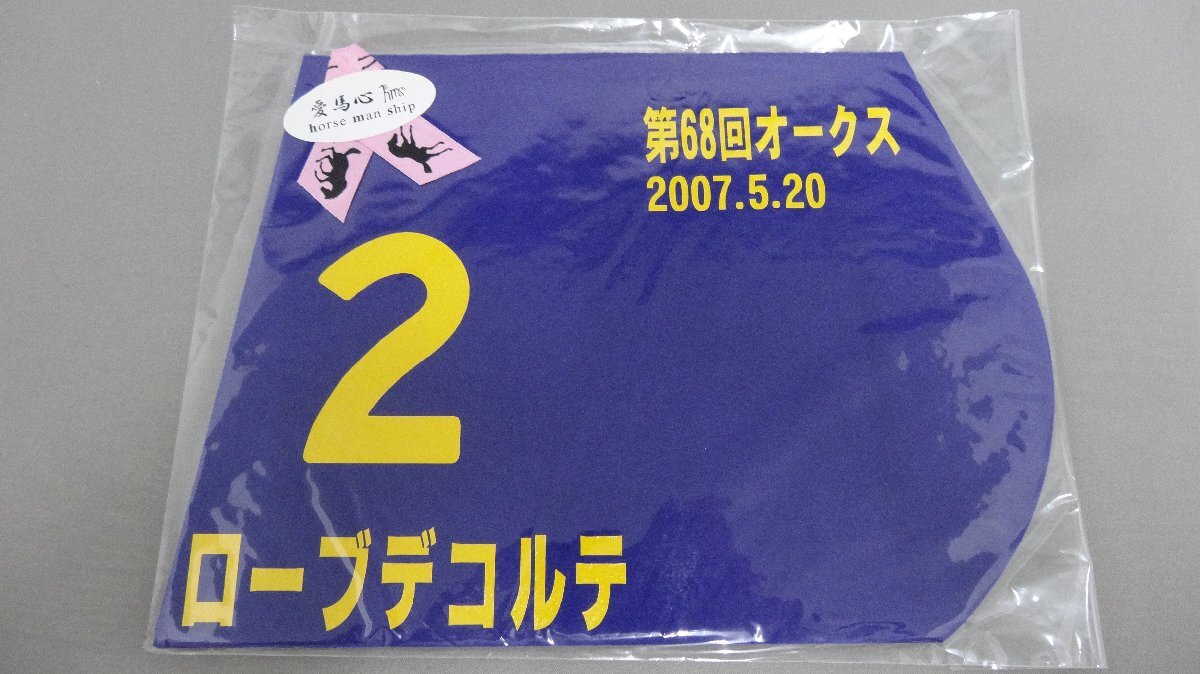 愛馬心
horse man ship
第68回オークス
2007.5.20
2
ローブデコルテ